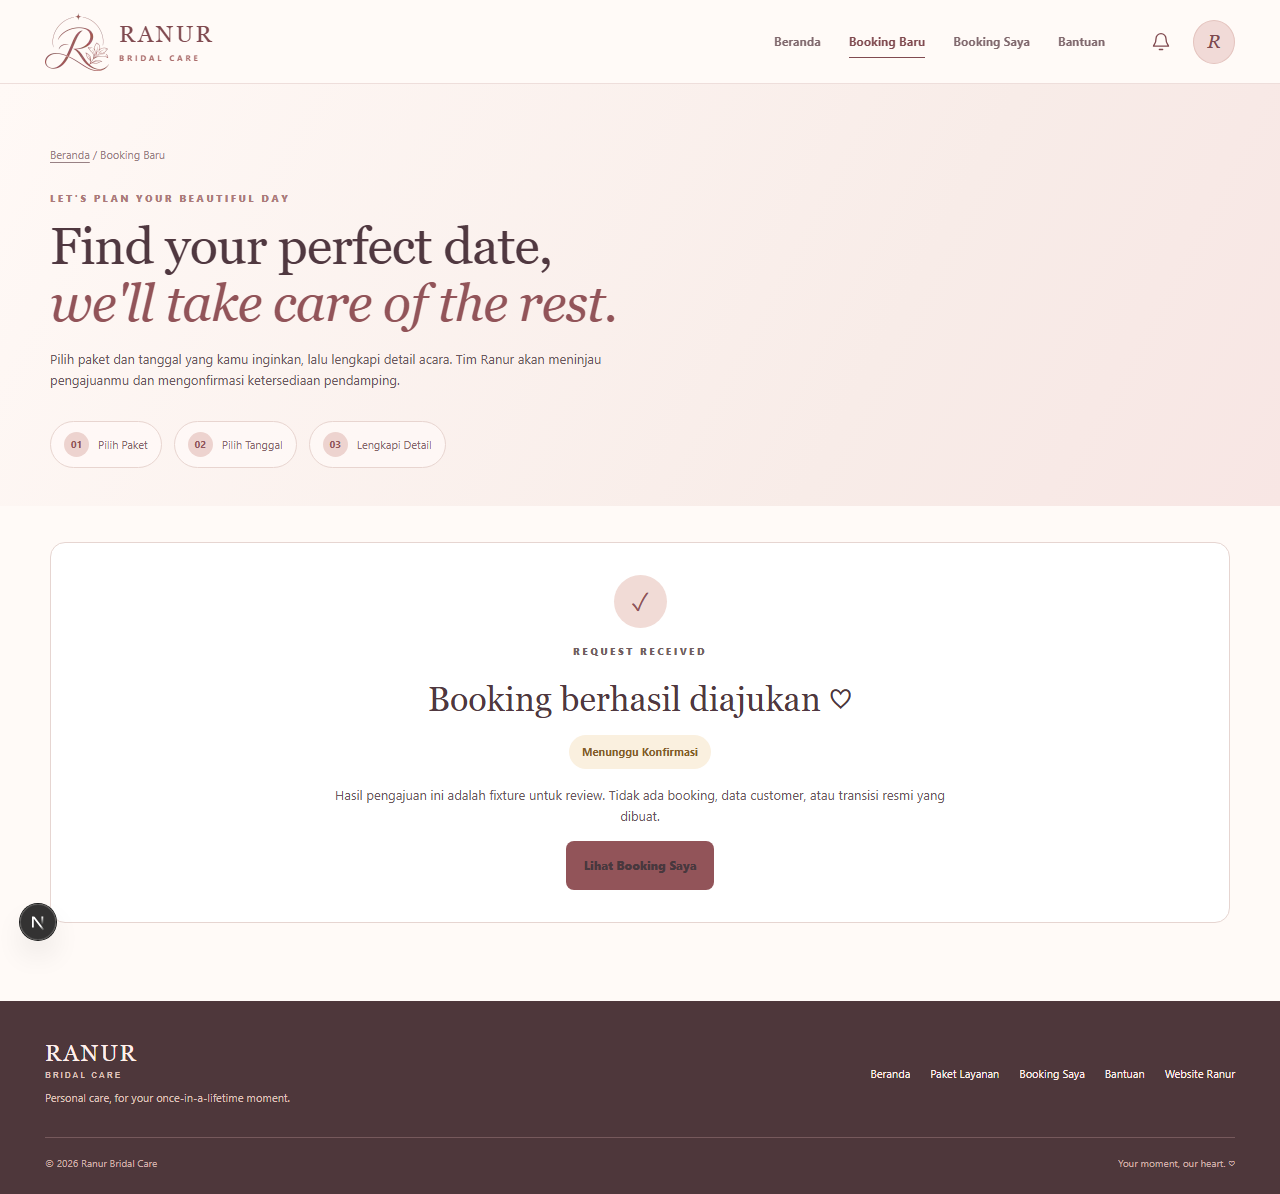 RANUR
BRIDAL CARE
Beranda
Booking Baru
Booking Saya
Bantuan
R
Beranda / Booking Baru
LET'S PLAN YOUR BEAUTIFUL DAY
Find your perfect date,
we'll take care of the rest.
Pilih paket dan tanggal yang kamu inginkan, lalu lengkapi detail acara. Tim Ranur akan meninjau
pengajuanmu dan mengonfirmasi ketersediaan pendamping.
01 Pilih Paket
02 Pilih Tanggal
03 Lengkapi Detail
✓
REQUEST RECEIVED
Booking berhasil diajukan ♡
Menunggu Konfirmasi
Hasil pengajuan ini adalah fixture untuk review. Tidak ada booking, data customer, atau transisi resmi yang
dibuat.
Lihat Booking Saya
N
RANUR
BRIDAL CARE
Personal care, for your once-in-a-lifetime moment.
Beranda
Paket Layanan
Booking Saya
Bantuan
Website Ranur
© 2026 Ranur Bridal Care
Your moment, our heart. ♡